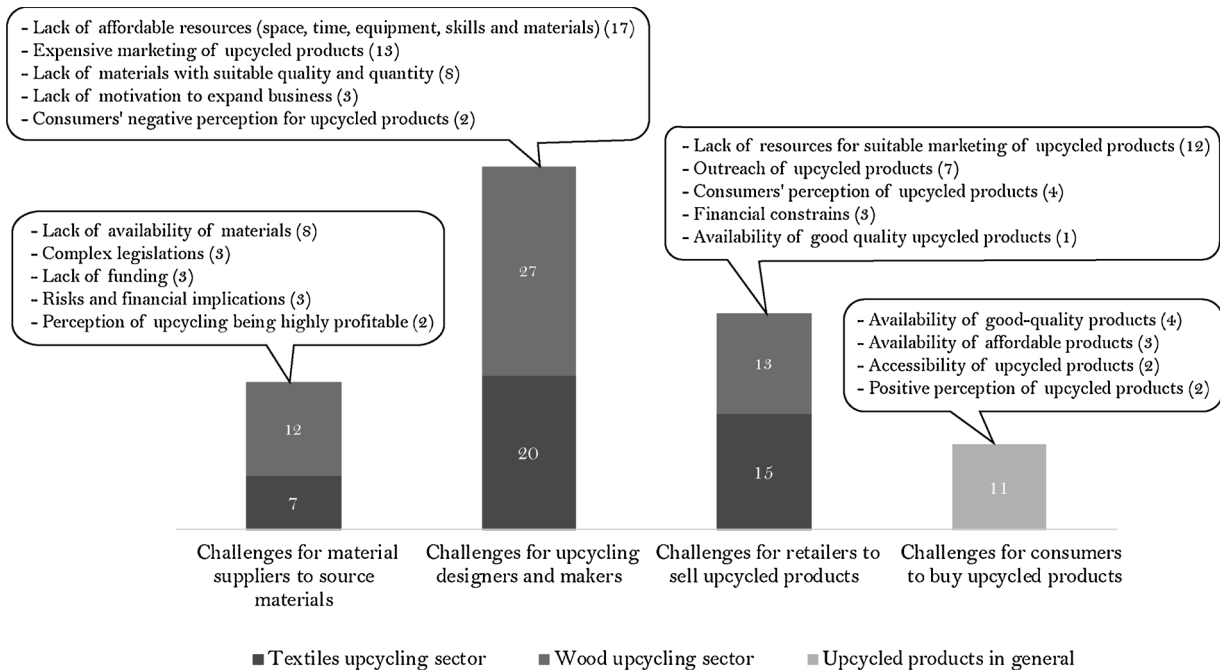 - Lack of affordable resources (space, time, equipment, skills and materials) (17)
- Expensive marketing of upcycled products (13)
- Lack of materials with suitable quality and quantity (8)
- Lack of motivation to expand business (3)
- Consumers' negative perception for upcycled products (2)
- Lack of resources for suitable marketing of upcycled products (12)
- Outreach of upcycled products (7)
- Consumers' perception of upcycled products (4)
- Financial constrains (3)
- Availability of good quality upcycled products (1)
- Lack of availability of materials (8)
- Complex legislations (3)
- Lack of funding (3)
- Risks and financial implications (3)
- Perception of upcycling being highly profitable (2)
- Availability of good-quality products (4)
- Availability of affordable products (3)
- Accessibility of upcycled products (2)
- Positive perception of upcycled products (2)
12
7
27
20
13
15
11
Challenges for material
suppliers to source
materials
Challenges for upcycling
designers and makers
Challenges for retailers to
sell upcycled products
Challenges for consumers
to buy upcycled products
Textiles upcycling sector
Wood upcycling sector
Upcycled products in general